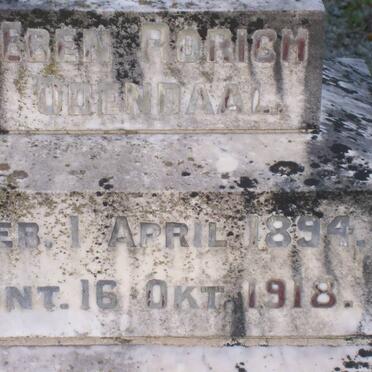 EBEN PORICH
ODENDAAL.
EB. 1 APRIL 1894.
NT. 16 OKT. 1918.